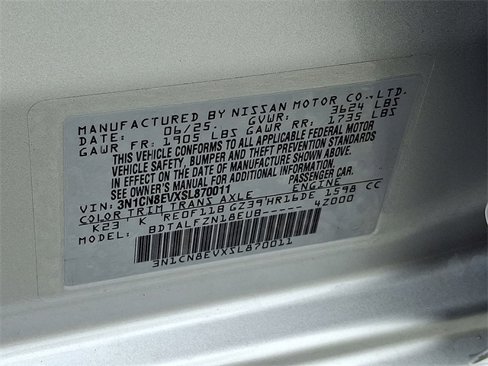 MANUFACTURED BY NISSAN MOTOR CO.,LTD.
DATE: 06/25. GVWR: 3624 LBS
GAWR FR: 1905 LBS GAWR RR: 1735 LBS
THIS VEHICLE CONFORMS TO ALL APPLICABLE FEDERAL MOTOR
VEHICLE SAFETY, BUMPER AND THEFT PREVENTION STANDARDS
IN EFFECT ON THE DATE OF MANUFACTURE SHOWN ABOVE.
SEE OWNER'S MANUAL FOR ADDITIONAL INFORMATION.
VIN: 3N1CN8EVXSL870011 PASSENGER CAR.
COLOR TRIM TRANS AXLE ENGINE
K23 K RE0F11B GZ39 HR16DE 1598 CC
BDTALFZN18EUB----- 4Z000
3N1CN8EVXSL870011